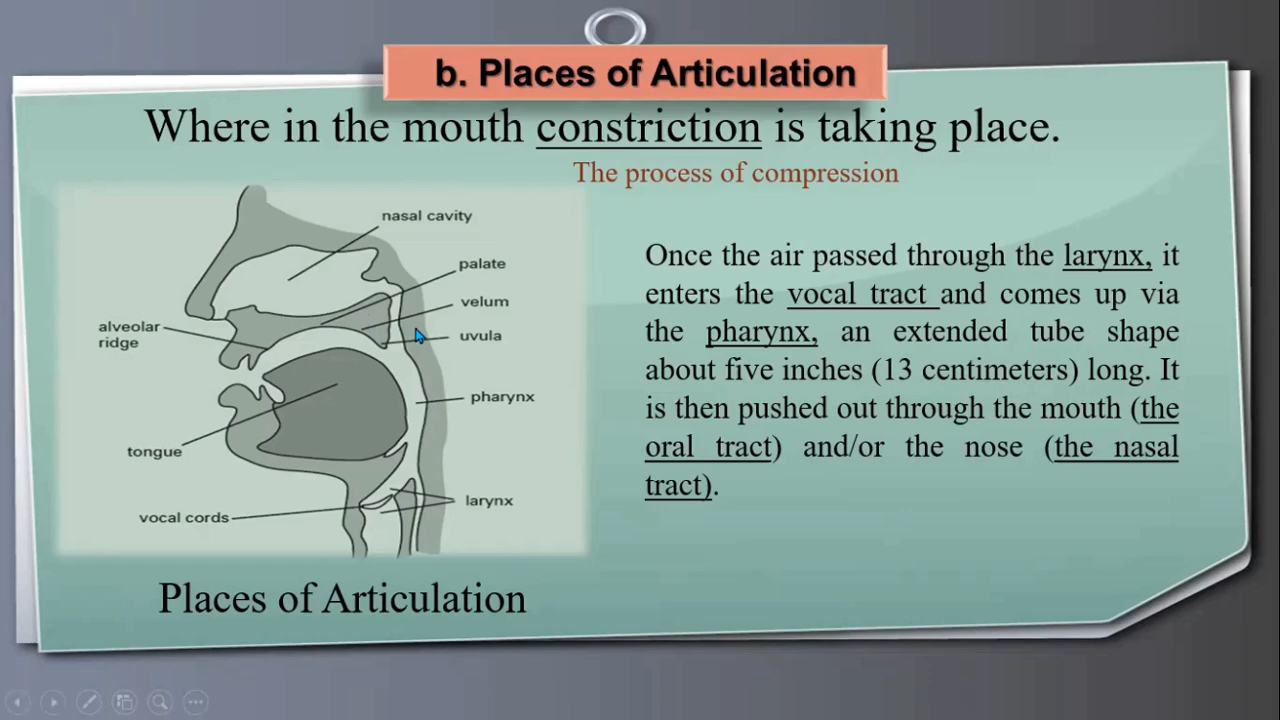 b. Places of Articulation
Where in the mouth constriction is taking place.
The process of compression
nasal cavity
palate
velum
uvula
alveolar
ridge
pharynx
tongue
larynx
vocal cords
Places of Articulation
Once the air passed through the larynx, it
enters the vocal tract and comes up via
the pharynx, an extended tube shape
about five inches (13 centimeters) long. It
is then pushed out through the mouth (the
oral tract) and/or the nose (the nasal
tract).